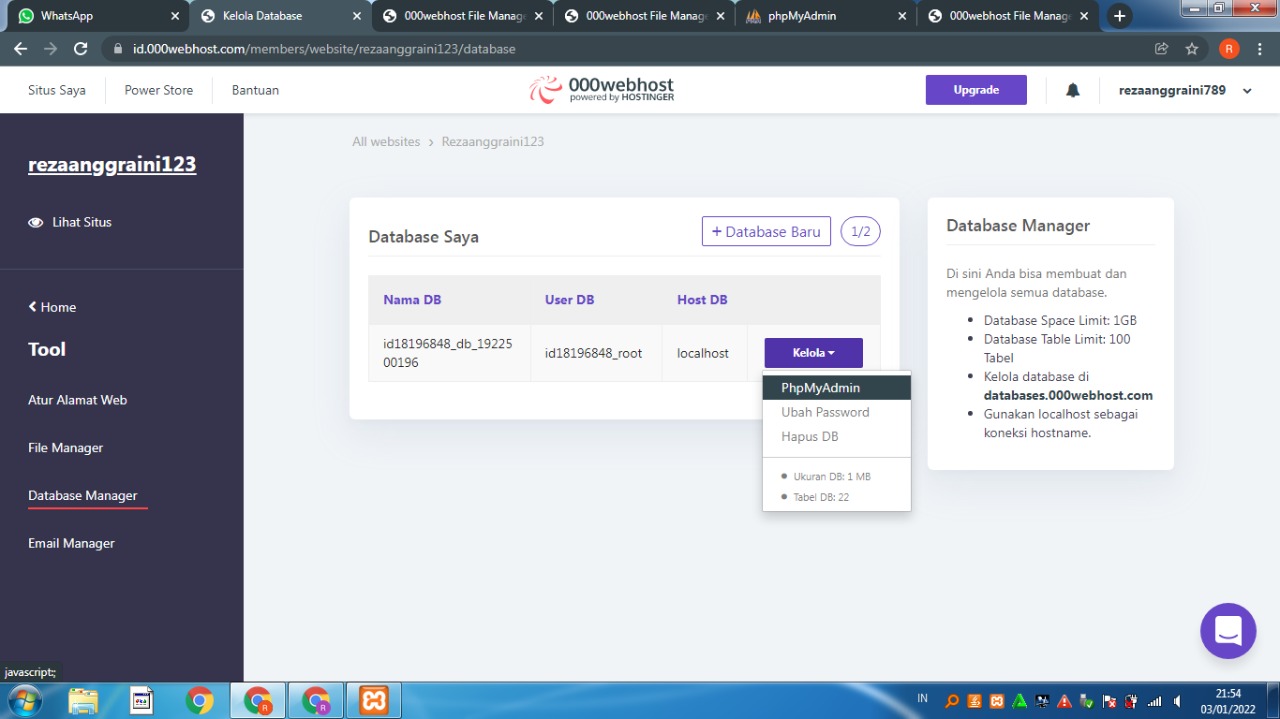 WhatsApp
Kelola Database
000webhost File Manage
000webhost File Manage
phpMyAdmin
000webhost File Manage
id.000webhost.com/members/website/rezaanggraini123/database
R
Situs Saya
Power Store
Bantuan
000webhost
powered by HOSTINGER
Upgrade
rezaanggraini789
rezaanggraini123
Lihat Situs
Home
Tool
Atur Alamat Web
File Manager
Database Manager
Email Manager
All websites › Rezaanggraini123
Database Saya
+ Database Baru
1/2
Nama DB User DB Host DB
id18196848_db_19225
00196
id18196848_root
localhost
Kelola
PhpMyAdmin
Ubah Password
Hapus DB
Ukuran DB: 1 MB
Tabel DB: 22
Database Manager
Di sini Anda bisa membuat dan
mengelola semua database.
Database Space Limit: 1GB
Database Table Limit: 100
Tabel
Kelola database di
databases.000webhost.com
Gunakan localhost sebagai
koneksi hostname.
javascript:;
IN
21:54
03/01/2022